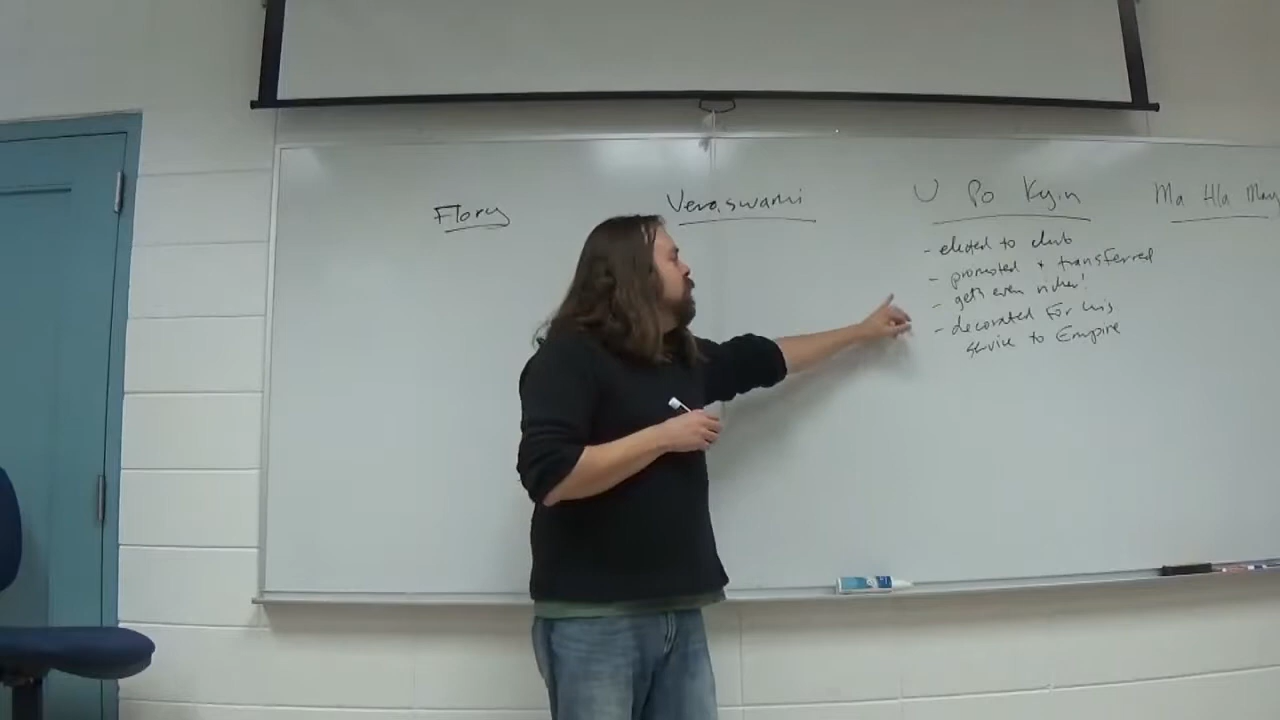 Flory
Veraswami
U Po Kyin
- elected to club
- promoted + transferred
- gets even richer!
- decorated for his
service to Empire
Ma Hla May